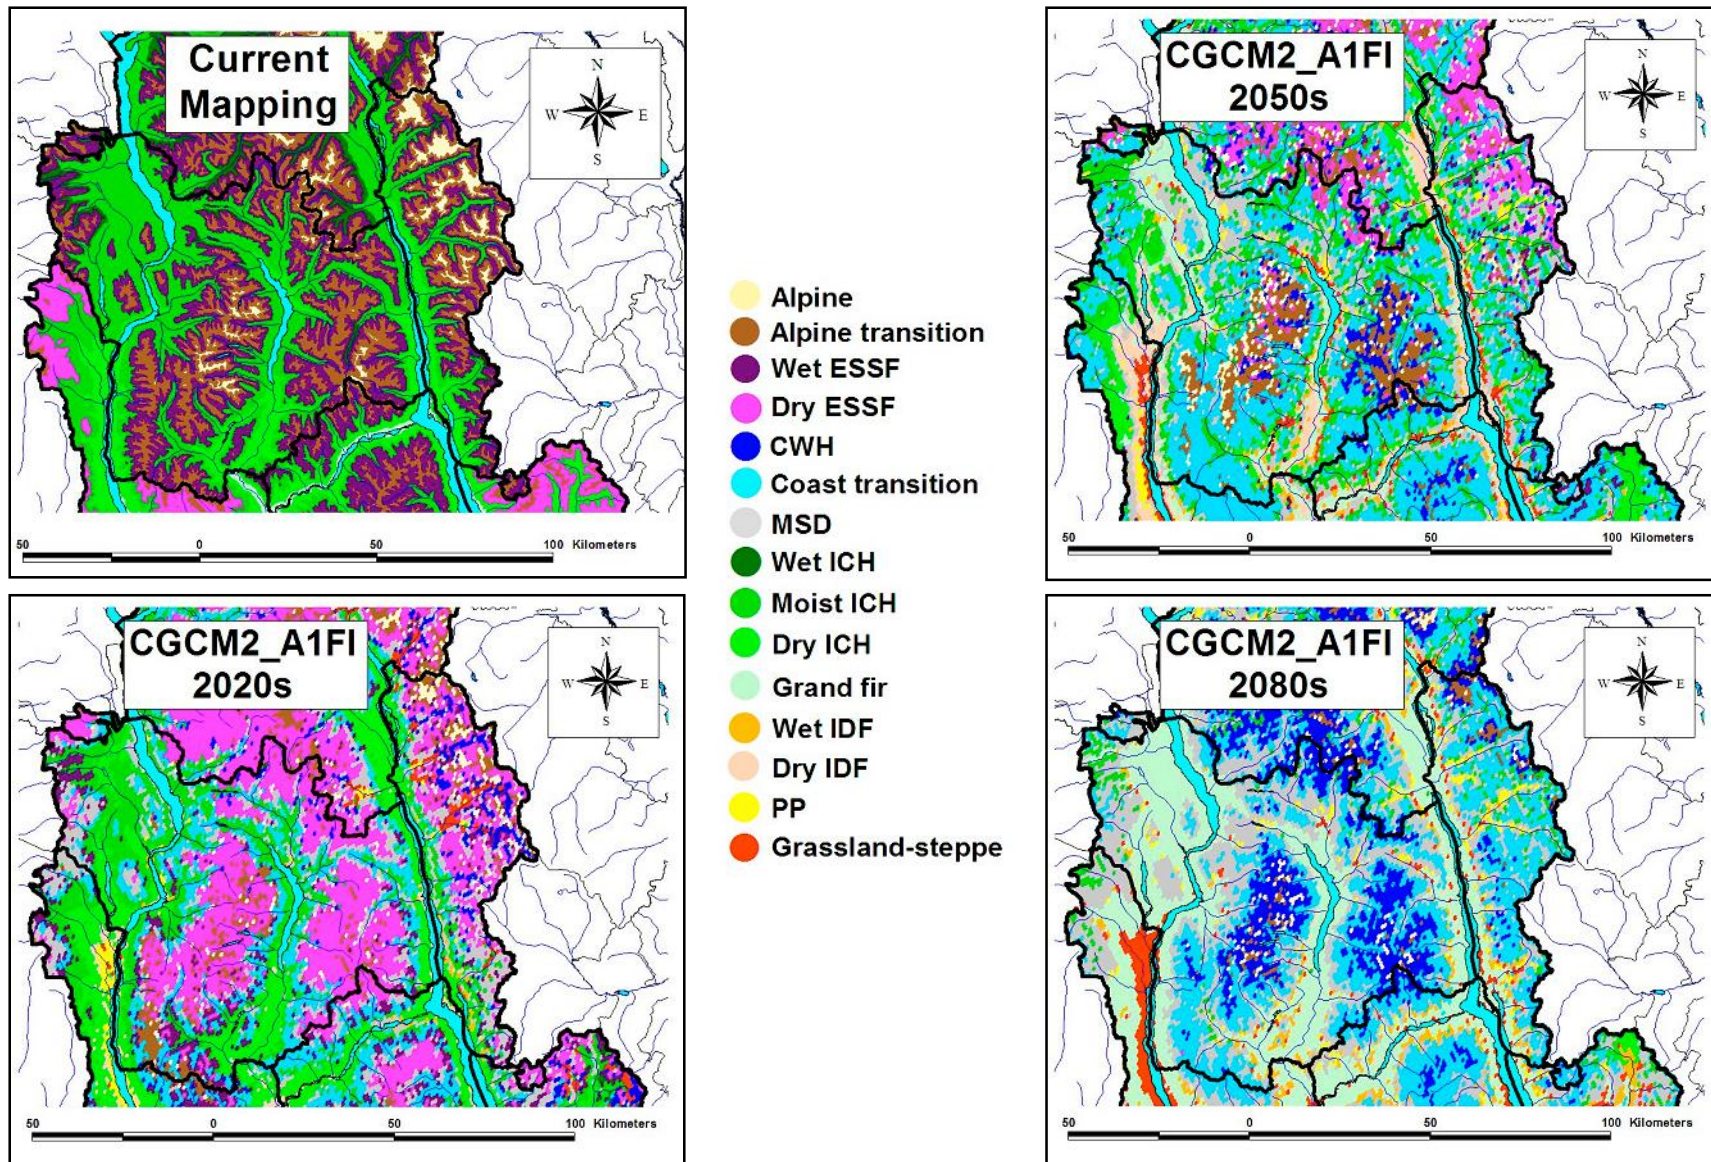 Current
Mapping
N
W E
S
50 0 50 100 Kilometers
CGCM2_A1FI
2050s
N
W E
S
50 0 50 100 Kilometers
Alpine
Alpine transition
Wet ESSF
Dry ESSF
CWH
Coast transition
MSD
Wet ICH
Moist ICH
Dry ICH
Grand fir
Wet IDF
Dry IDF
PP
Grassland-steppe
CGCM2_A1FI
2020s
N
W E
S
50 0 50 100 Kilometers
CGCM2_A1FI
2080s
N
W E
S
50 0 50 100 Kilometers